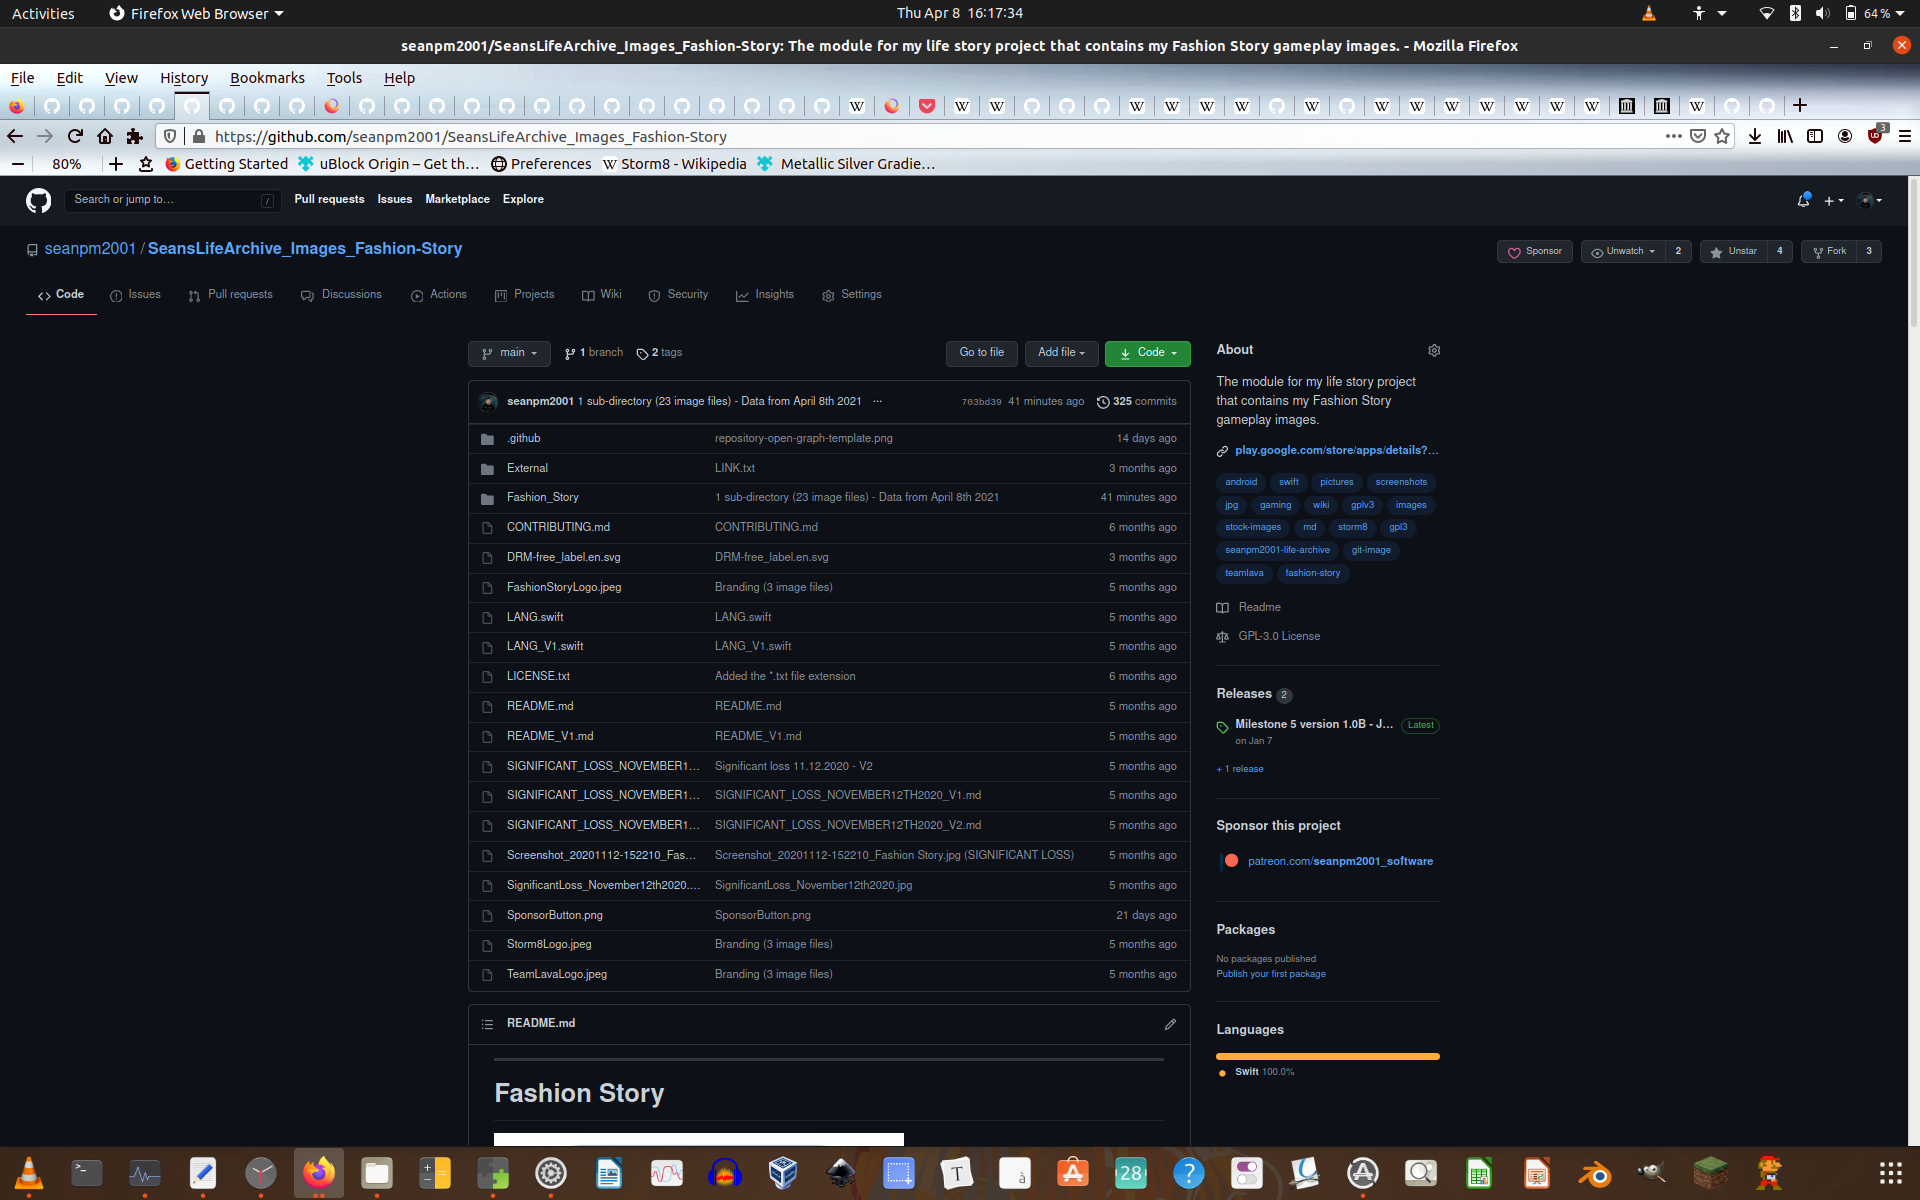 Activities
Firefox Web Browser
Thu Apr 8 16:17:34
64 %
seanpm2001/SeansLifeArchive_Images_Fashion-Story: The module for my life story project that contains my Fashion Story gameplay images. - Mozilla Firefox
File Edit View History Bookmarks Tools Help
https://github.com/seanpm2001/SeansLifeArchive_Images_Fashion-Story
3
80%
Getting Started
uBlock Origin – Get th…
Preferences
Storm8 - Wikipedia
Metallic Silver Gradie…
Search or jump to…
/
Pull requests Issues Marketplace Explore
seanpm2001 / SeansLifeArchive_Images_Fashion-Story
Sponsor
Unwatch 2
Unstar 4
Fork 3
Code Issues Pull requests Discussions Actions Projects Wiki Security Insights Settings
main
1 branch
2 tags
Go to file
Add file
Code
seanpm2001 1 sub-directory (23 image files) - Data from April 8th 2021 ...
703bd39 41 minutes ago
325 commits
.github repository-open-graph-template.png 14 days ago
External LINK.txt 3 months ago
Fashion_Story 1 sub-directory (23 image files) - Data from April 8th 2021 41 minutes ago
CONTRIBUTING.md CONTRIBUTING.md 6 months ago
DRM-free_label.en.svg DRM-free_label.en.svg 3 months ago
FashionStoryLogo.jpeg Branding (3 image files) 5 months ago
LANG.swift LANG.swift 5 months ago
LANG_V1.swift LANG_V1.swift 5 months ago
LICENSE.txt Added the *.txt file extension 6 months ago
README.md README.md 5 months ago
README_V1.md README_V1.md 5 months ago
SIGNIFICANT_LOSS_NOVEMBER1… Significant loss 11.12.2020 - V2 5 months ago
SIGNIFICANT_LOSS_NOVEMBER1… SIGNIFICANT_LOSS_NOVEMBER12TH2020_V1.md 5 months ago
SIGNIFICANT_LOSS_NOVEMBER1… SIGNIFICANT_LOSS_NOVEMBER12TH2020_V2.md 5 months ago
Screenshot_20201112-152210_Fas… Screenshot_20201112-152210_Fashion Story.jpg (SIGNIFICANT LOSS) 5 months ago
SignificantLoss_November12th2020.… SignificantLoss_November12th2020.jpg 5 months ago
SponsorButton.png SponsorButton.png 21 days ago
Storm8Logo.jpeg Branding (3 image files) 5 months ago
TeamLavaLogo.jpeg Branding (3 image files) 5 months ago
README.md
Fashion Story
About
The module for my life story project
that contains my Fashion Story
gameplay images.
play.google.com/store/apps/details?…
android swift pictures screenshots
jpg gaming wiki gplv3 images
stock-images md storm8 gpl3
seanpm2001-life-archive git-image
teamlava fashion-story
Readme
GPL-3.0 License
Releases 2
Milestone 5 version 1.0B - J… Latest
on Jan 7
+ 1 release
Sponsor this project
patreon.com/seanpm2001_software
Packages
No packages published
Publish your first package
Languages
Swift 100.0%